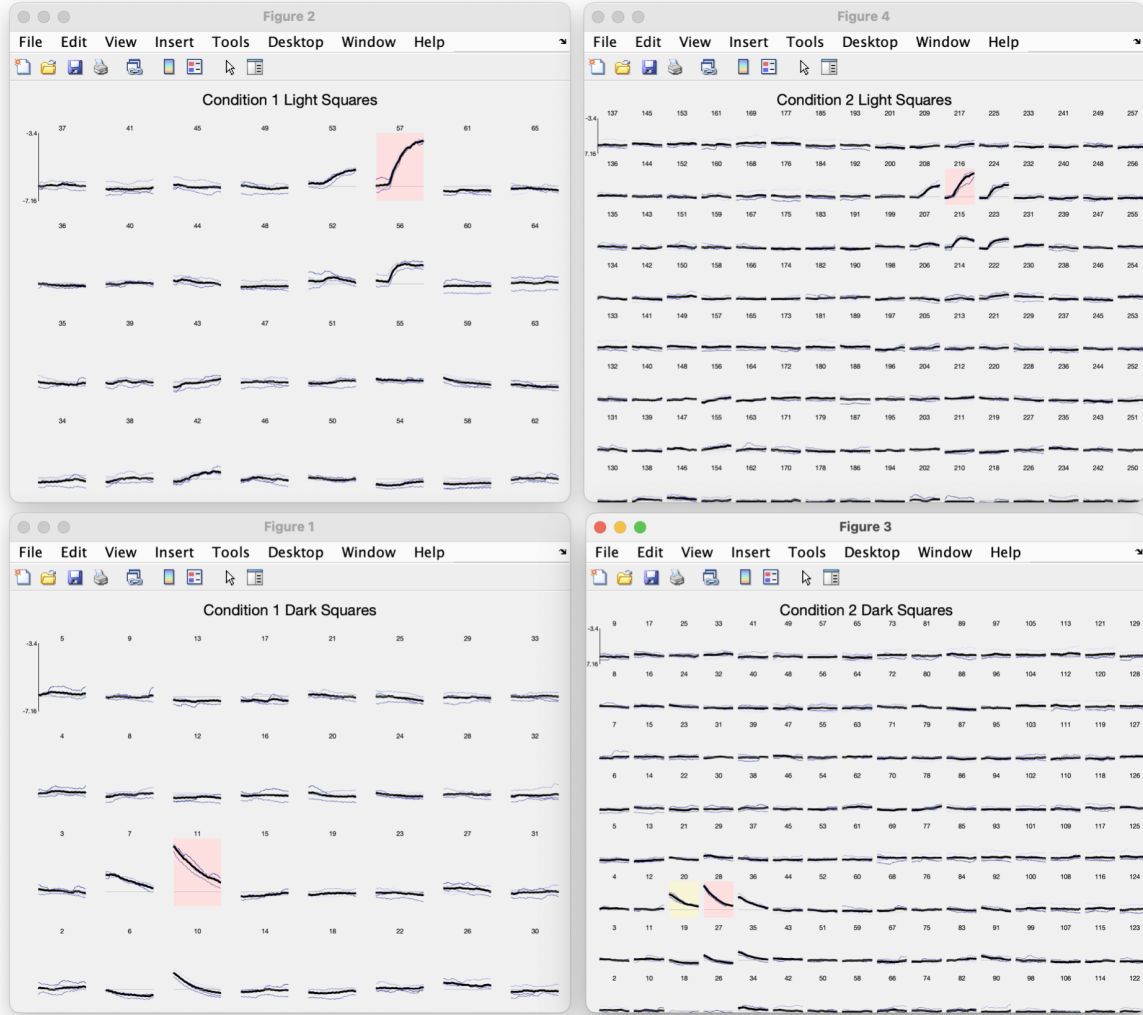 Figure 2
File Edit View Insert Tools Desktop Window Help
Condition 1 Light Squares
-3.4
37 41 45 49 53 57 61 65
-7.16
36 40 44 48 52 56 60 64
35 39 43 47 51 55 59 63
34 38 42 46 50 54 58 62
Figure 4
File Edit View Insert Tools Desktop Window Help
Condition 2 Light Squares
-3.4
137 145 153 161 169 177 185 193 201 209 217 225 233 241 249 257
7.16
136 144 152 160 168 176 184 192 200 208 216 224 232 240 248 256
135 143 151 159 167 175 183 191 199 207 215 223 231 239 247 255
134 142 150 158 166 174 182 190 198 206 214 222 230 238 246 254
133 141 149 157 165 173 181 189 197 205 213 221 229 237 245 253
132 140 148 156 164 172 180 188 196 204 212 220 228 236 244 252
131 139 147 155 163 171 179 187 195 203 211 219 227 235 243 251
130 138 146 154 162 170 178 186 194 202 210 218 226 234 242 250
Figure 1
File Edit View Insert Tools Desktop Window Help
Condition 1 Dark Squares
-3.4
5 9 13 17 21 25 29 33
-7.16
4 8 12 16 20 24 28 32
3 7 11 15 19 23 27 31
2 6 10 14 18 22 26 30
Figure 3
File Edit View Insert Tools Desktop Window Help
Condition 2 Dark Squares
-3.4
9 17 25 33 41 49 57 65 73 81 89 97 105 113 121 129
7.16
8 16 24 32 40 48 56 64 72 80 88 96 104 112 120 128
7 15 23 31 39 47 55 63 71 79 87 95 103 111 119 127
6 14 22 30 38 46 54 62 70 78 86 94 102 110 118 126
5 13 21 29 37 45 53 61 69 77 85 93 101 109 117 125
4 12 20 28 36 44 52 60 68 76 84 92 100 108 116 124
3 11 19 27 35 43 51 59 67 75 83 91 99 107 115 123
2 10 18 26 34 42 50 58 66 74 82 90 98 106 114 122